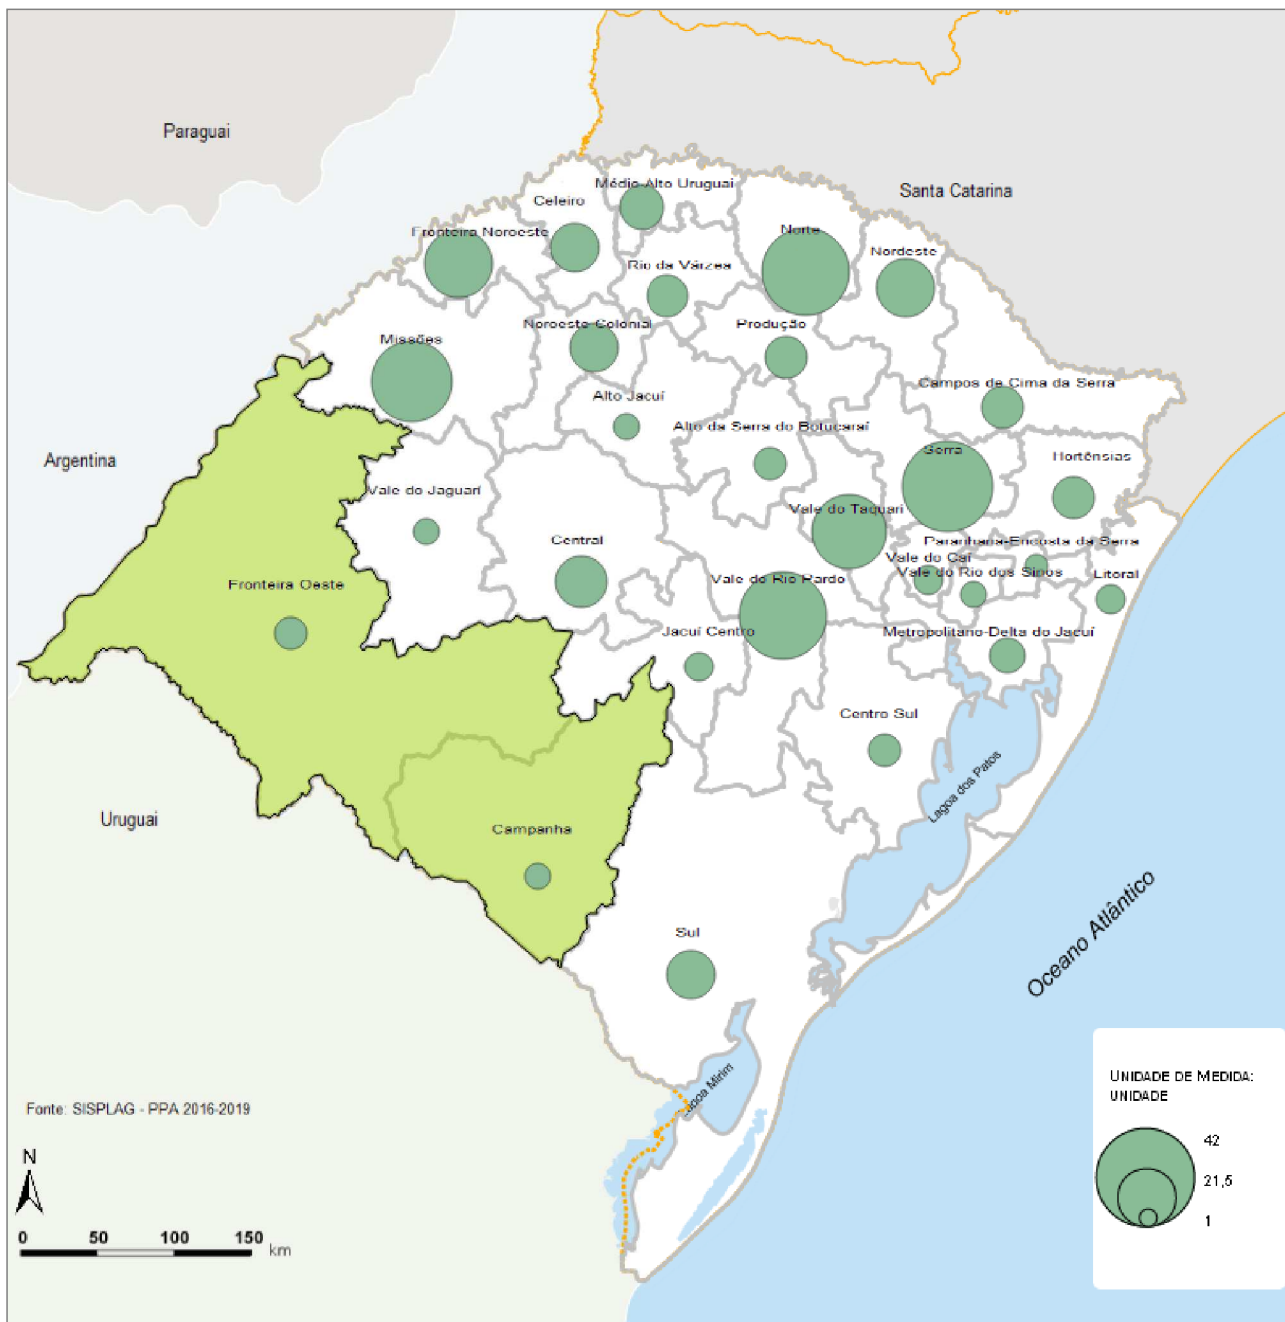 Paraguai
Santa Catarina
Médio Alto Uruguai
Celeiro
Fronteira Noroeste
Norte
Nordeste
Rio da Várzea
Noroeste Colonial
Produção
Missões
Campos de Cima da Serra
Alto Jacuí
Alto da Serra do Botucaraí
Argentina
Serra
Hortênsias
Vale do Jaguarí
Vale do Taquari
Central
Paranhana-Encosta da Serra
Vale do Caí
Vale do Rio dos Sinos
Litoral
Fronteira Oeste
Vale do Rio Pardo
Jacuí Centro
Metropolitano-Delta do Jacuí
Centro Sul
Lagoa dos Patos
Uruguai
Campanha
Oceano Atlântico
Sul
Lagoa Mirim
UNIDADE DE MEDIDA:
UNIDADE
42
21,5
1
Fonte: SISPLAG - PPA 2016-2019
N
0 50 100 150
km